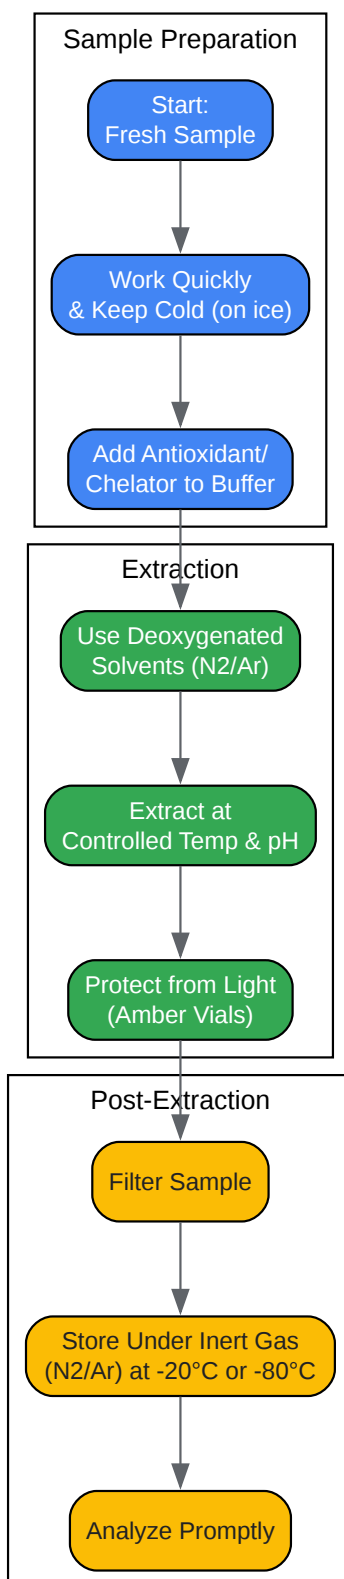 Sample Preparation
Start:
Fresh Sample
Work Quickly
& Keep Cold (on ice)
Add Antioxidant/
Chelator to Buffer
Extraction
Use Deoxygenated
Solvents (N2/Ar)
Extract at
Controlled Temp & pH
Protect from Light
(Amber Vials)
Post-Extraction
Filter Sample
Store Under Inert Gas
(N2/Ar) at -20°C or -80°C
Analyze Promptly